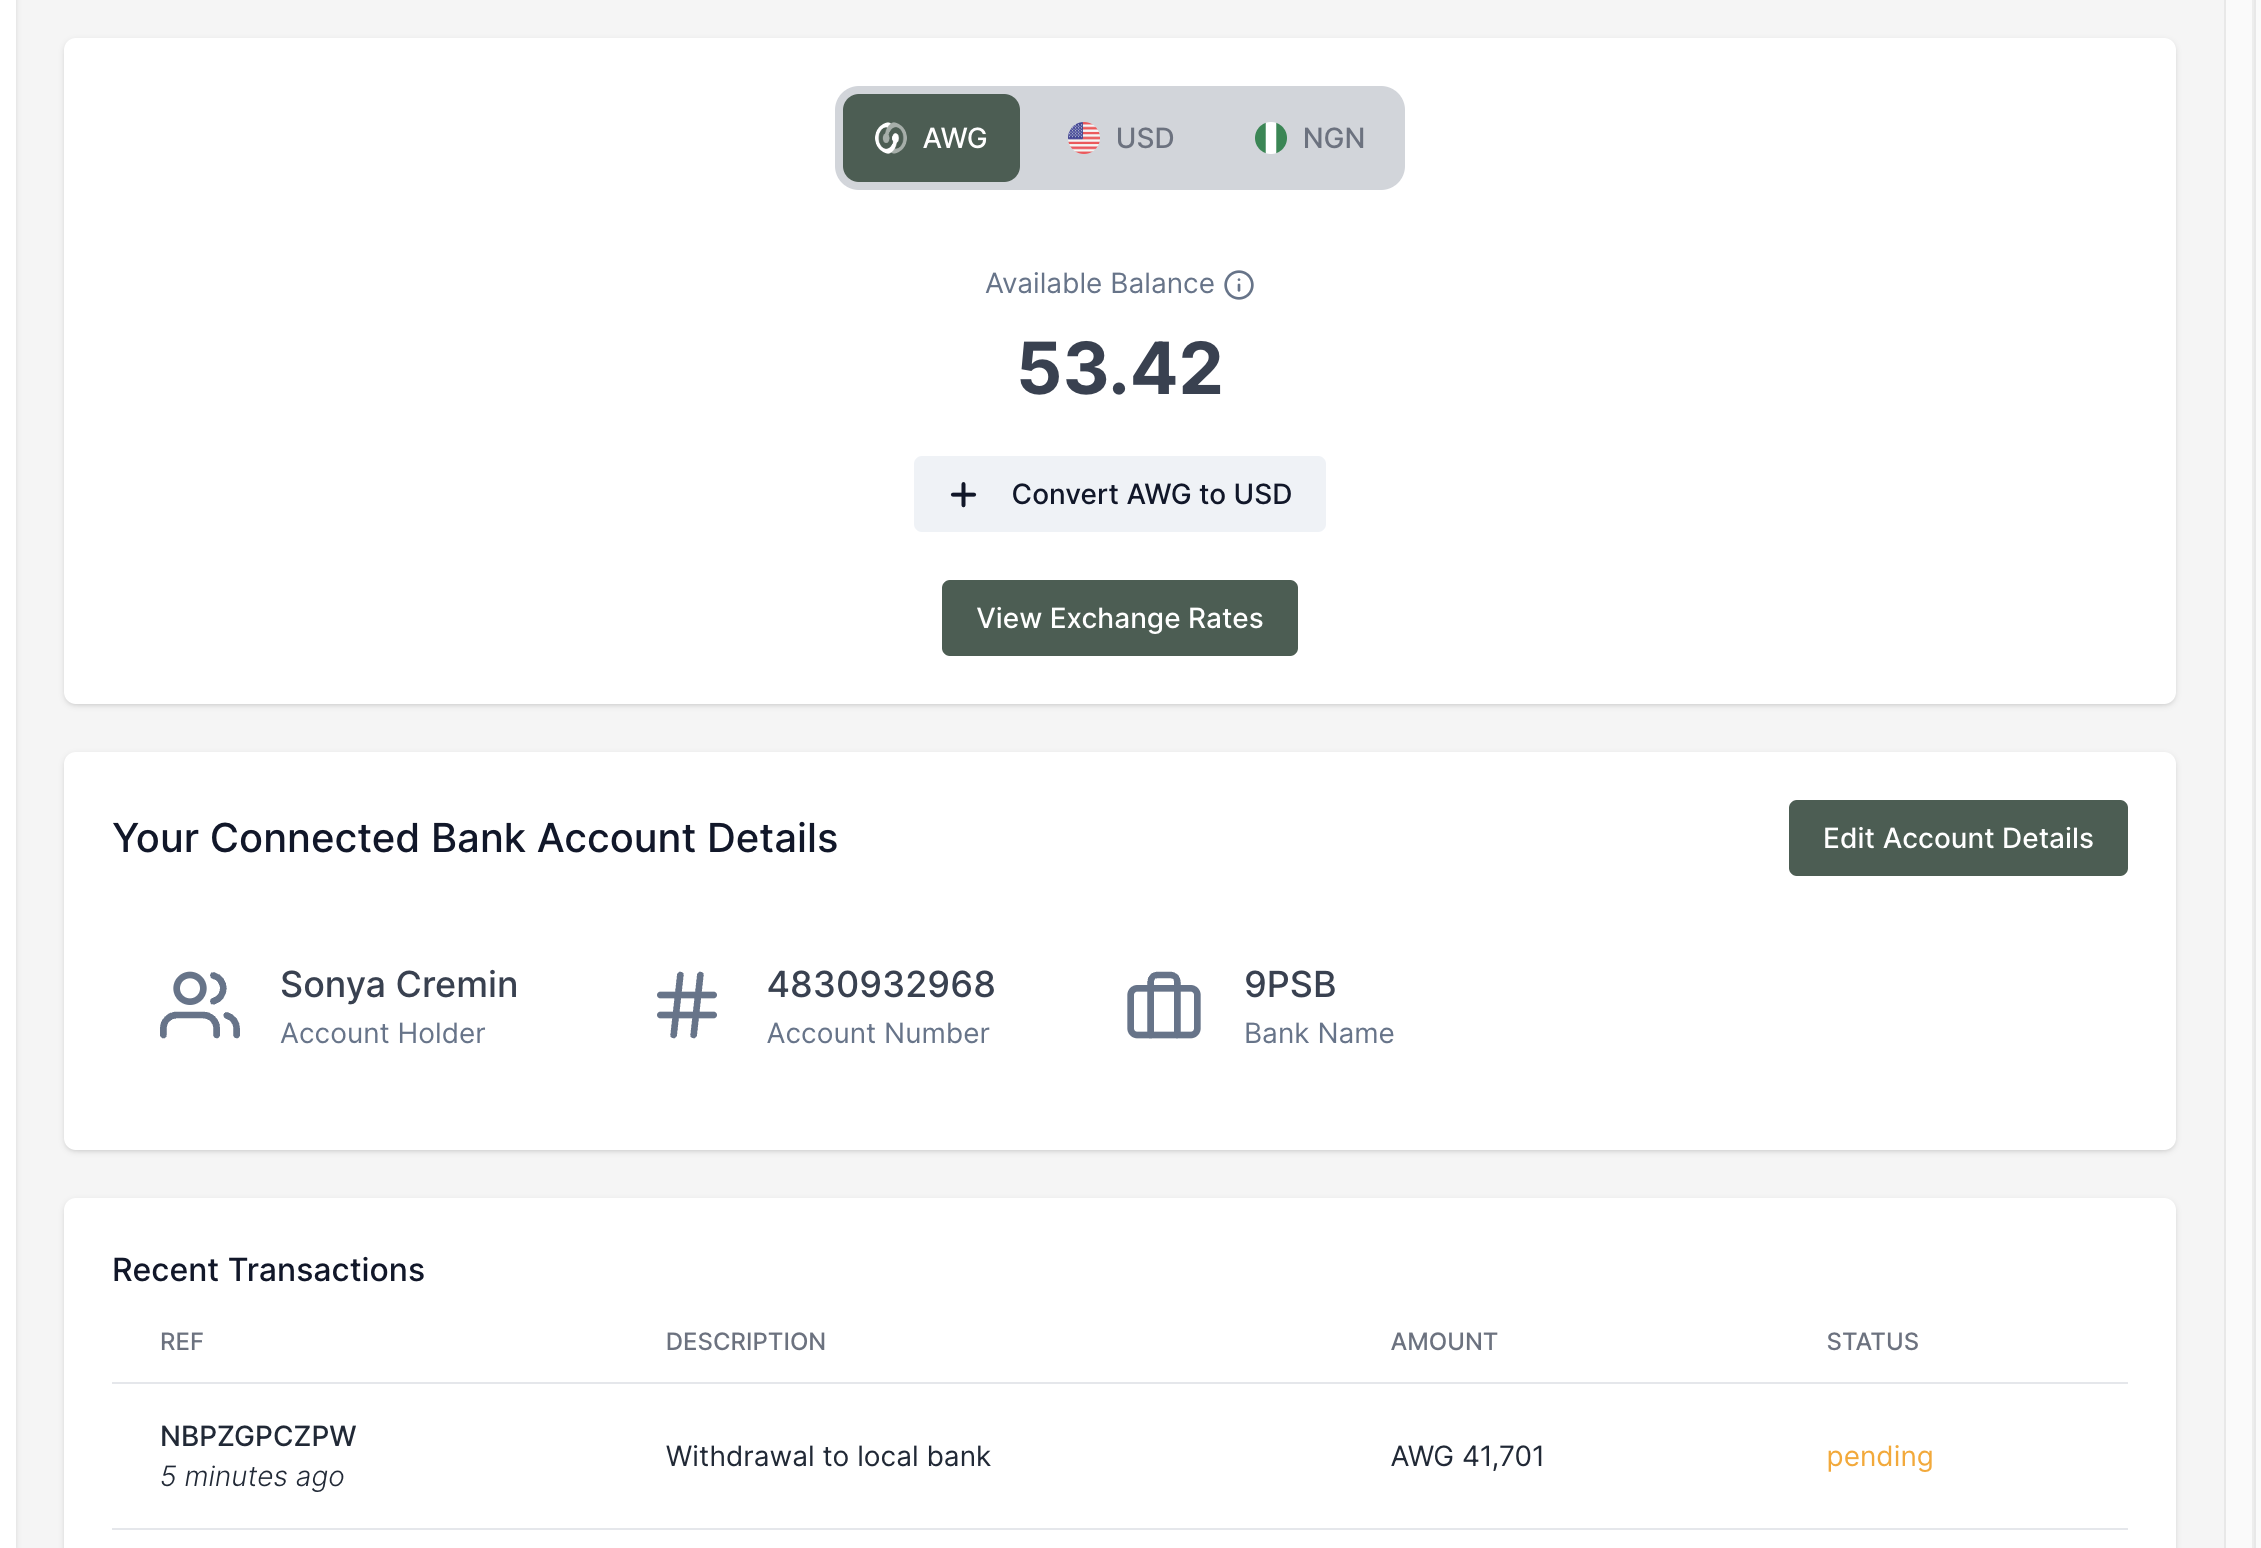 AWG USD NGN
Available Balance
53.42
Convert AWG to USD
View Exchange Rates
Your Connected Bank Account Details
Edit Account Details
Sonya Cremin
Account Holder
4830932968
Account Number
9PSB
Bank Name
Recent Transactions
REF DESCRIPTION AMOUNT STATUS
NBPZGPCZPW
5 minutes ago
Withdrawal to local bank AWG 41,701 pending